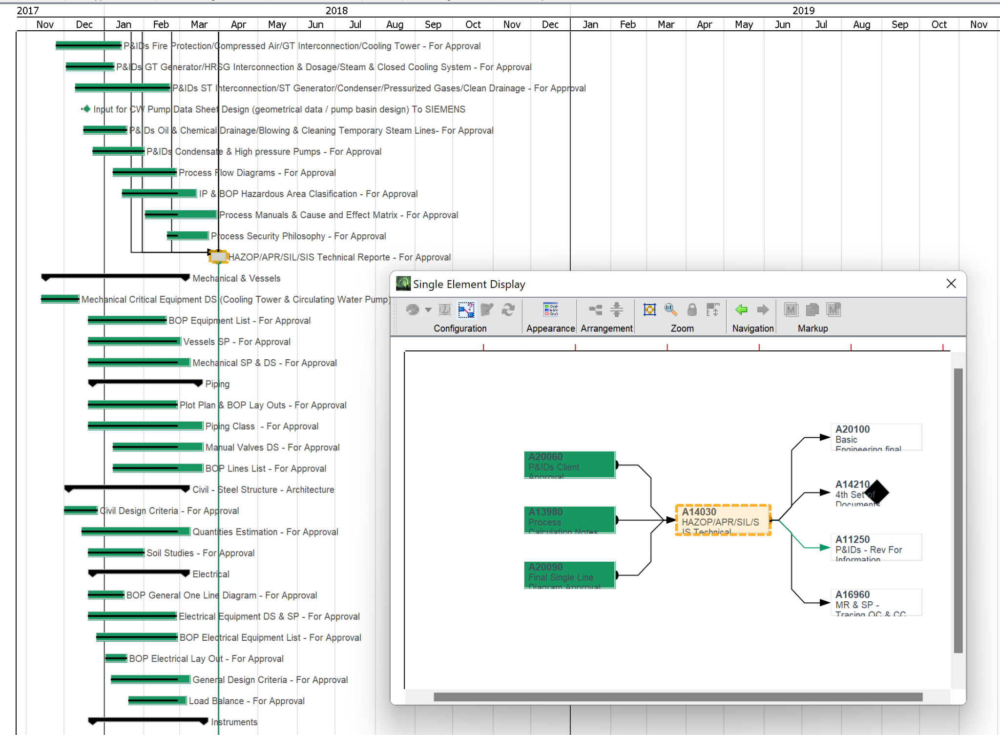 2017 2018 2019
Nov Dec Jan Feb Mar Apr May Jun Jul Aug Sep Oct Nov Dec Jan Feb Mar Apr May Jun Jul Aug Sep Oct Nov
P&IDs Fire Protection/Compressed Air/GT Interconnection/Cooling Tower - For Approval
P&IDs GT Generator/HRSG Interconnection & Dosage/Steam & Closed Cooling System - For Approval
P&IDs ST Interconnection/ST Generator/Condenser/Pressurized Gases/Clean Drainage - For Approval
Input for CW Pump Data Sheet Design (geometrical data / pump basin design) To SIEMENS
P&IDs Oil & Chemical Drainage/Blowing & Cleaning Temporary Steam Lines- For Approval
P&IDs Condensate & High pressure Pumps - For Approval
Process Flow Diagrams - For Approval
IP & BOP Hazardous Area Clasification - For Approval
Process Manuals & Cause and Effect Matrix - For Approval
Process Security Philosophy - For Approval
HAZOP/APR/SIL/SIS Technical Reporte - For Approval
Mechanical & Vessels
Mechanical Critical Equipment DS (Cooling Tower & Circulating Water Pump)
BOP Equipment List - For Approval
Vessels SP - For Approval
Mechanical SP & DS - For Approval
Piping
Plot Plan & BOP Lay Outs - For Approval
Piping Class - For Approval
Manual Valves DS - For Approval
BOP Lines List - For Approval
Civil - Steel Structure - Architecture
Civil Design Criteria - For Approval
Quantities Estimation - For Approval
Soil Studies - For Approval
Electrical
BOP General One Line Diagram - For Approval
Electrical Equipment DS & SP - For Approval
BOP Electrical Equipment List - For Approval
BOP Electrical Lay Out - For Approval
General Design Criteria - For Approval
Load Balance - For Approval
Instruments
Single Element Display
Configuration Appearance Arrangement Zoom Navigation Markup
A20060
P&IDs Client
Approval
A13980
Process
Calculation Notes
A20090
Final Single Line
Diagram Approval
A14030
HAZOP/APR/SIL/S
IS Technical
A20100
Basic
Engineering final
A14210
4th Set of
Documents
A11250
P&IDs - Rev For
Information
A16960
MR & SP -
Tracing OC & CC